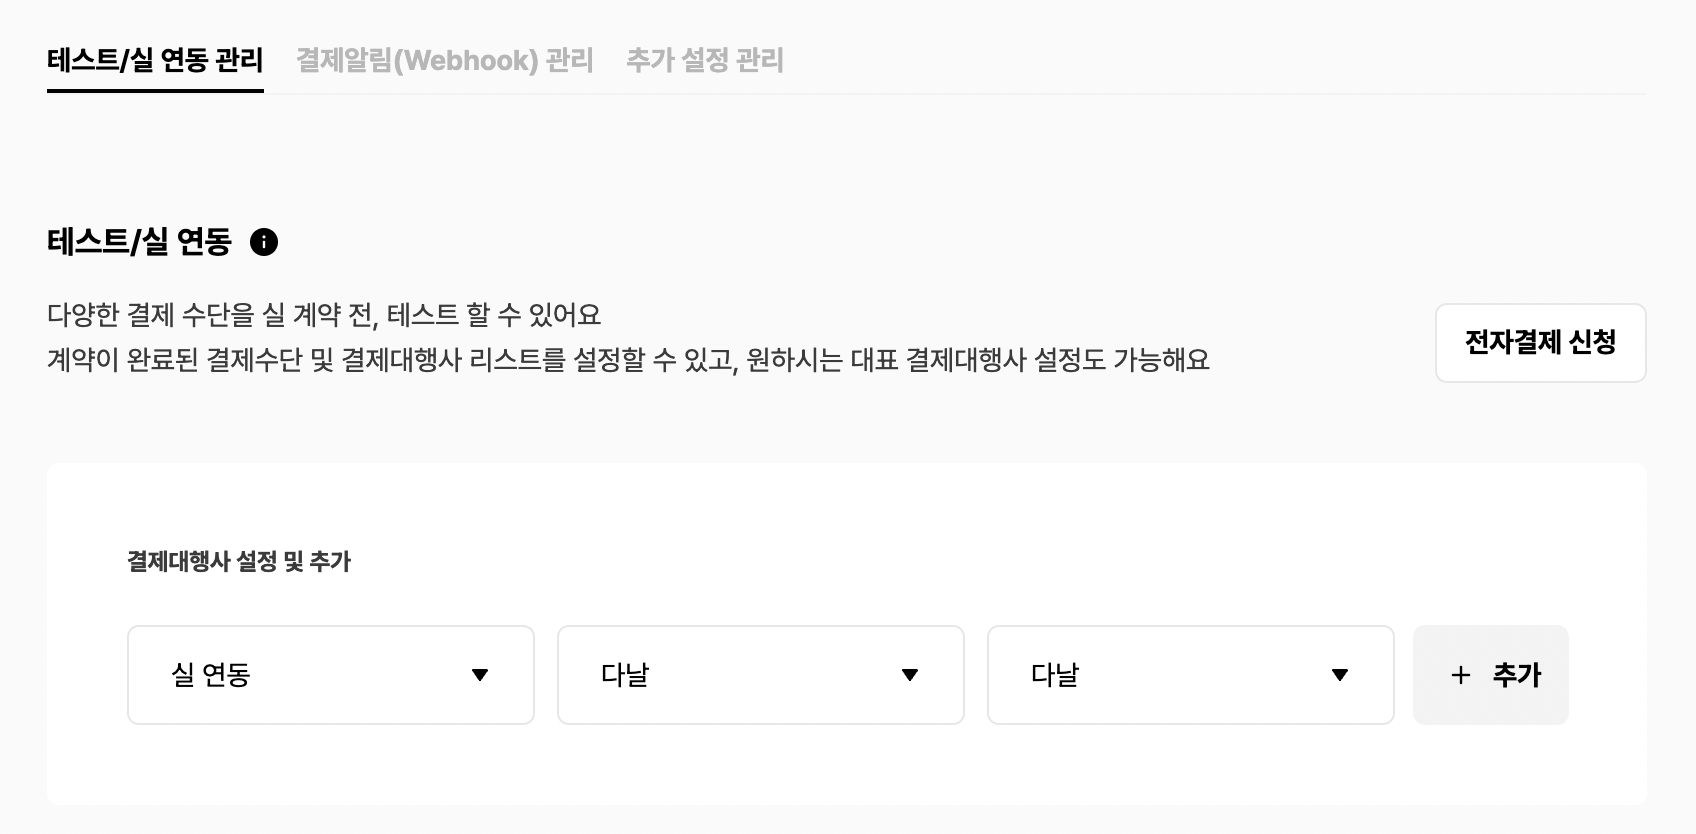 테스트/실 연동 관리 결제알림(Webhook) 관리 추가 설정 관리
테스트/실 연동
다양한 결제 수단을 실 계약 전, 테스트 할 수 있어요
계약이 완료된 결제수단 및 결제대행사 리스트를 설정할 수 있고, 원하시는 대표 결제대행사 설정도 가능해요
전자결제 신청
결제대행사 설정 및 추가
실 연동 다날 다날 + 추가